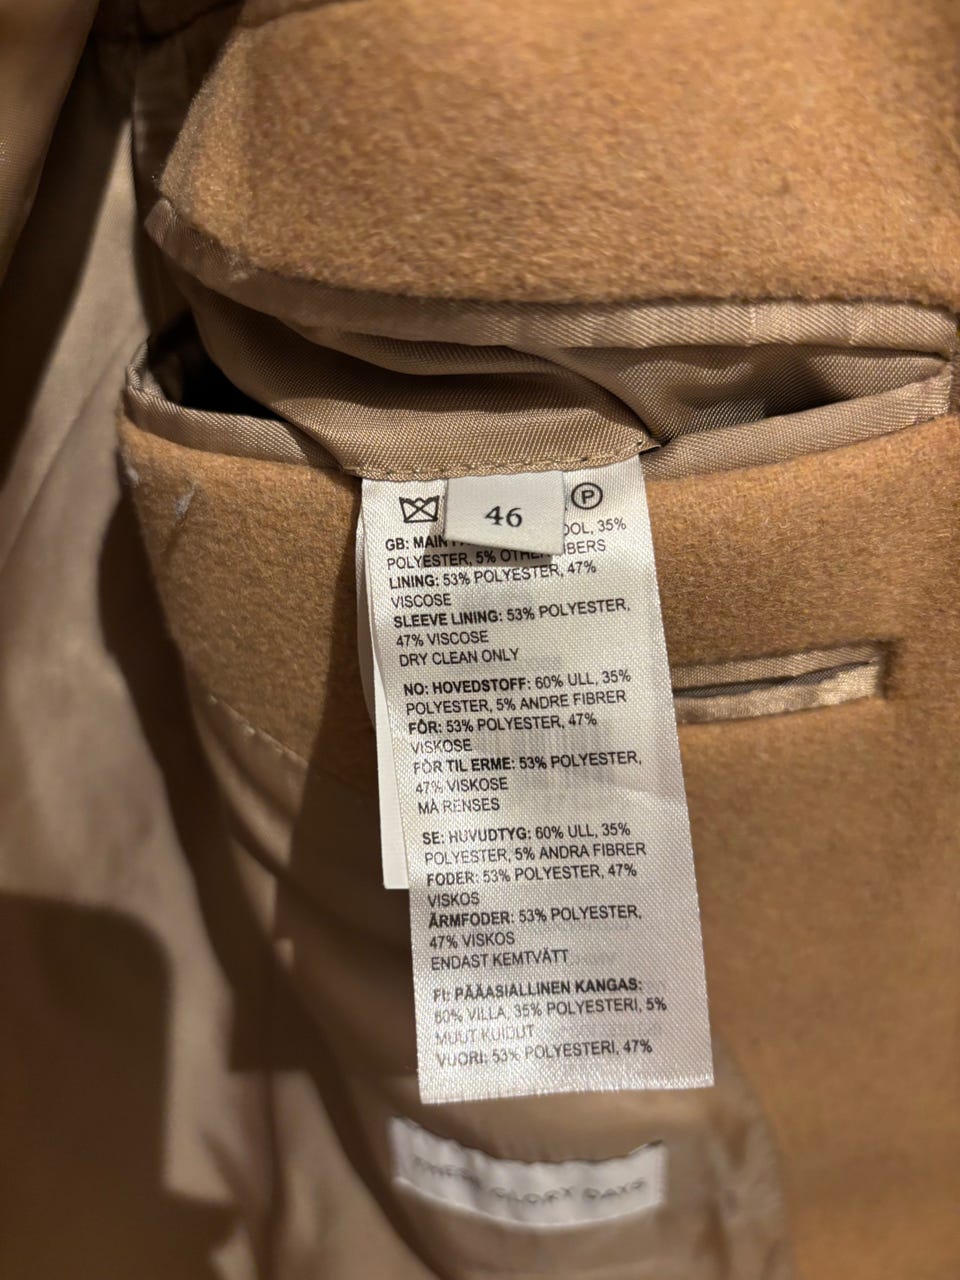 46
P
GB: MAIN OOL, 35%
POLYESTER, 5% OTHER FIBERS
LINING: 53% POLYESTER, 47%
VISCOSE
SLEEVE LINING: 53% POLYESTER,
47% VISCOSE
DRY CLEAN ONLY
NO: HOVEDSTOFF: 60% ULL, 35%
POLYESTER, 5% ANDRE FIBRER
FÔR: 53% POLYESTER, 47%
VISKOSE
FÔR TIL ERME: 53% POLYESTER,
47% VISKOSE
MÅ RENSES
SE: HUVUDTYG: 60% ULL, 35%
POLYESTER, 5% ANDRA FIBRER
FODER: 53% POLYESTER, 47%
VISKOS
ÄRMFODER: 53% POLYESTER,
47% VISKOS
ENDAST KEMTVÄTT
FI: PÄÄASIALLINEN KANGAS:
60% VILLA, 35% POLYESTERI, 5%
MUUT KUIDUT
VUORI: 53% POLYESTERI, 47%
GLORY DAYS